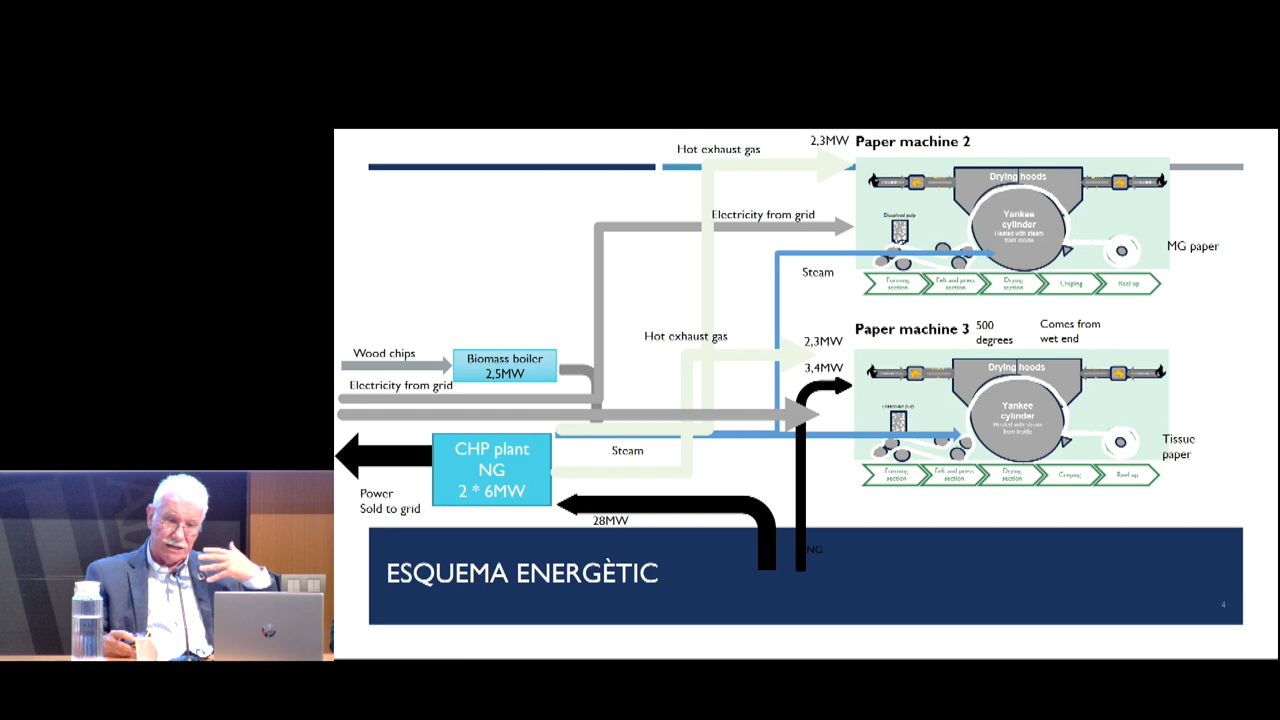 2,3MW
Paper machine 2
Hot exhaust gas
Drying hoods
Electricity from grid
Dissolved pulp
Yankee
cylinder
Heated with steam
from inside
MG paper
Steam
Forming
section
Felt and press
section
Drying
section
Creping
Reel up
Paper machine 3
500
degrees
Comes from
wet end
Hot exhaust gas
2,3MW
3,4MW
Wood chips
Biomass boiler
2,5MW
Electricity from grid
Drying hoods
Yankee
cylinder
Heated with steam
from inside
Tissue
paper
CHP plant
NG
2 * 6MW
Steam
Forming
section
Felt and press
section
Drying
section
Creping
Reel up
Power
Sold to grid
28MW
NG
ESQUEMA ENERGÈTIC
4
hp